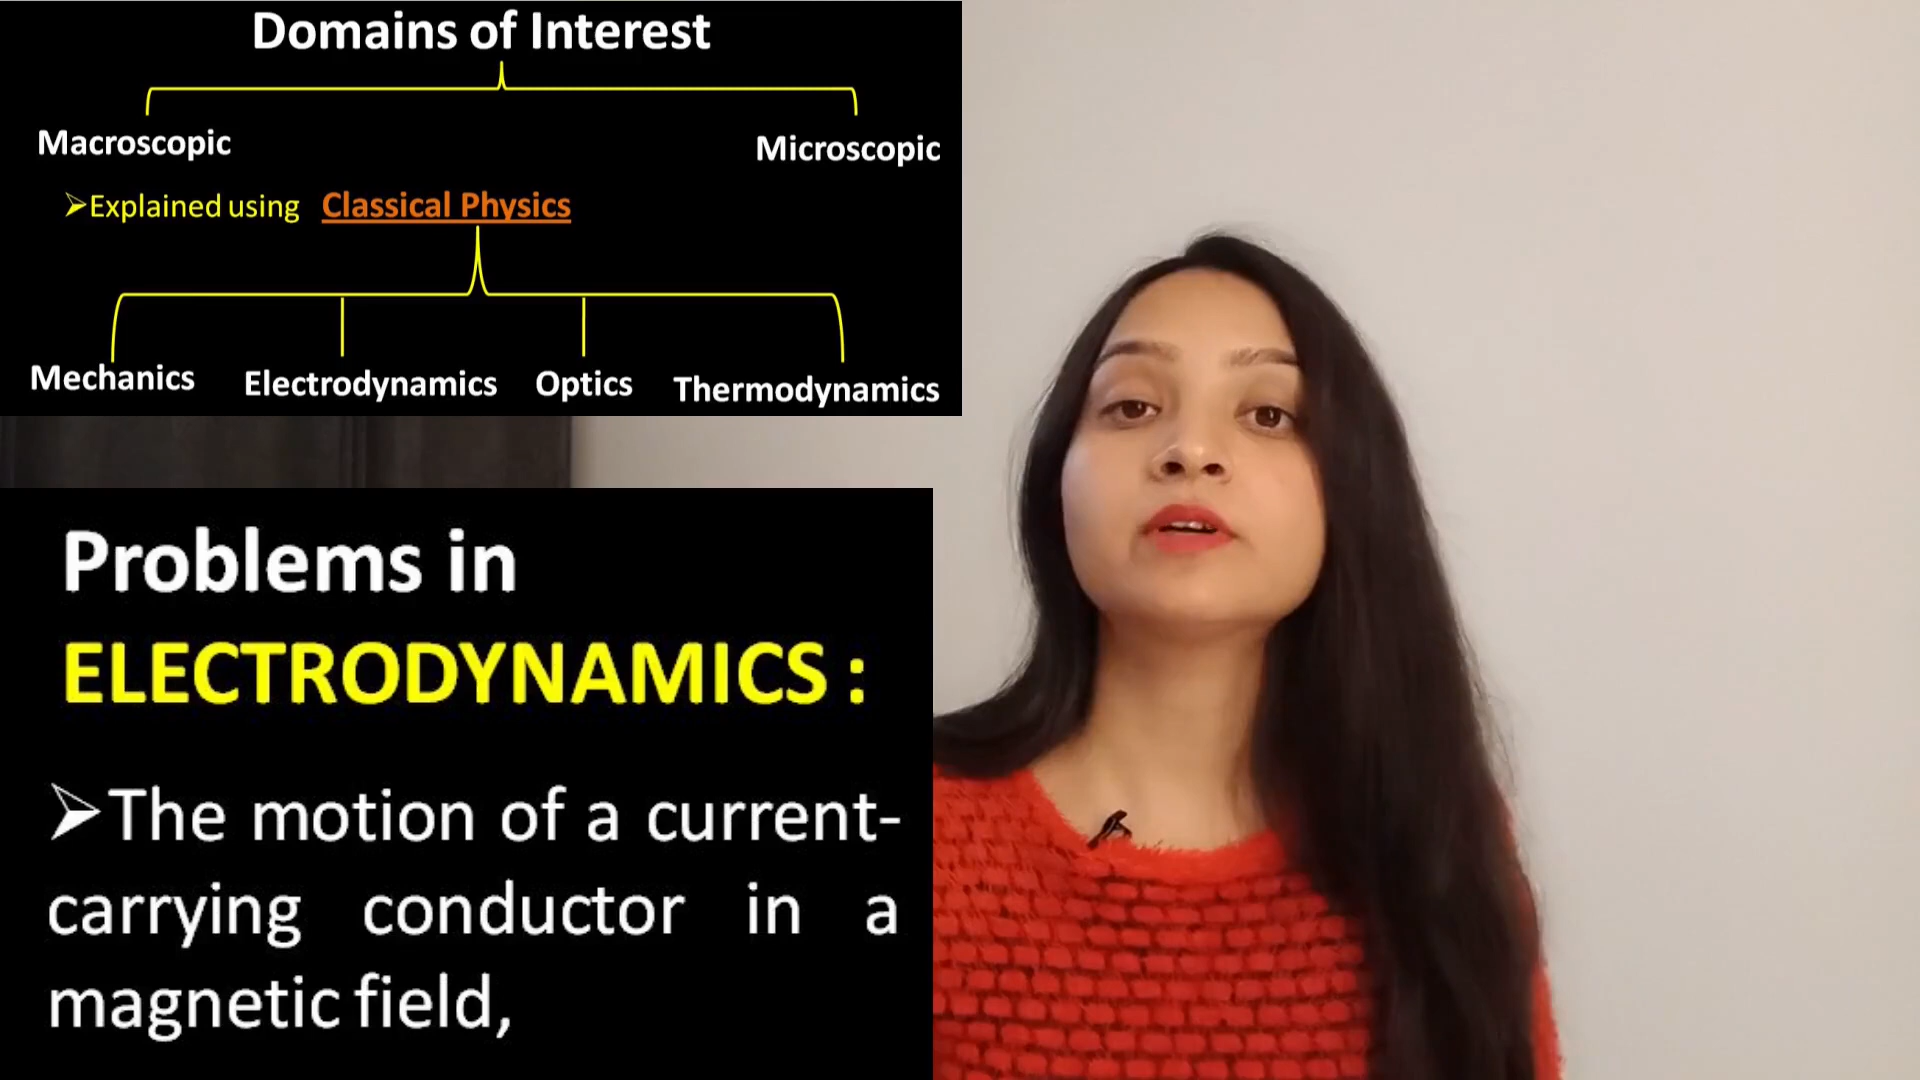 Domains of Interest
Macroscopic
Microscopic
➢Explained using Classical Physics
Mechanics
Electrodynamics
Optics
Thermodynamics
Problems in
ELECTRODYNAMICS :
➢The motion of a current-
carrying conductor in a
magnetic field,